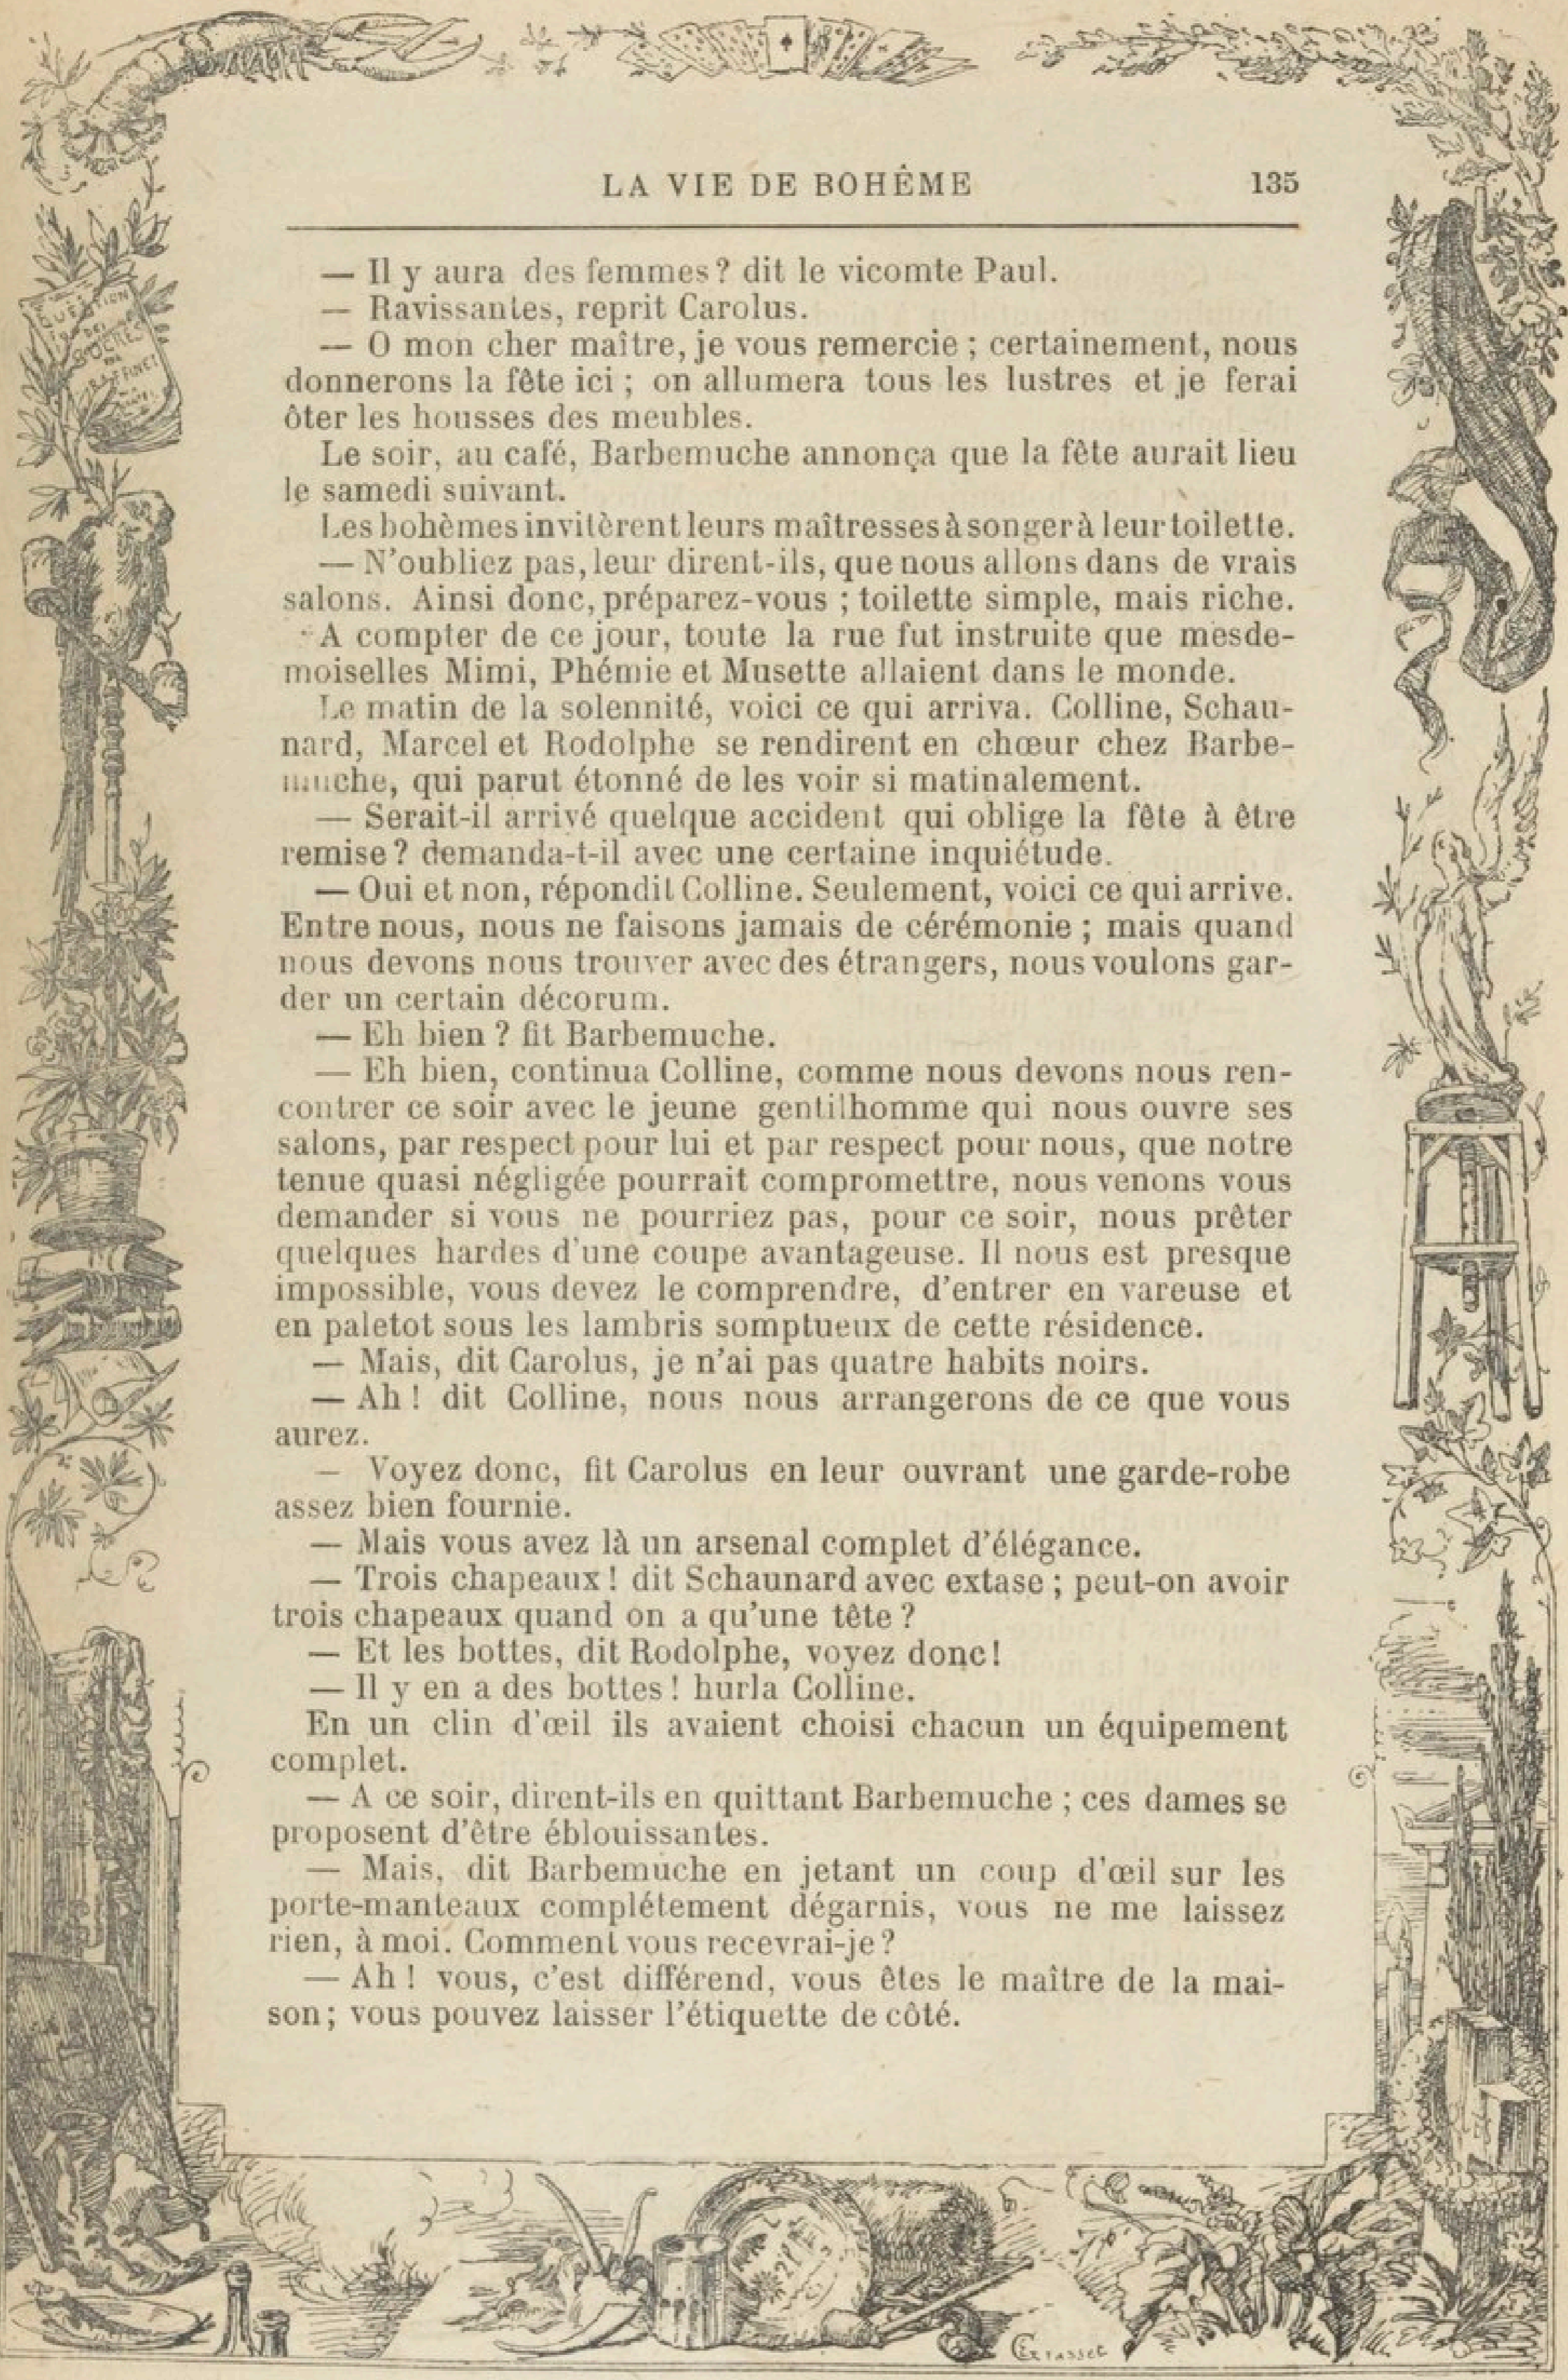 LA VIE DE BOHÊME 135
— Il y aura des femmes ? dit le vicomte Paul.
— Ravissantes, reprit Carolus.
— O mon cher maître, je vous remercie ; certainement, nous
donnerons la fête ici ; on allumera tous les lustres et je ferai
ôter les housses des meubles.
Le soir, au café, Barbemuche annonça que la fête aurait lieu
le samedi suivant.
Les bohèmes invitèrent leurs maîtresses à songer à leur toilette.
— N'oubliez pas, leur dirent-ils, que nous allons dans de vrais
salons. Ainsi donc, préparez-vous ; toilette simple, mais riche.
A compter de ce jour, toute la rue fut instruite que mesde-
moiselles Mimi, Phémie et Musette allaient dans le monde.
Le matin de la solennité, voici ce qui arriva. Colline, Schau-
nard, Marcel et Rodolphe se rendirent en chœur chez Barbe-
muche, qui parut étonné de les voir si matinalement.
— Serait-il arrivé quelque accident qui oblige la fête à être
remise ? demanda-t-il avec une certaine inquiétude.
— Oui et non, répondit Colline. Seulement, voici ce qui arrive.
Entre nous, nous ne faisons jamais de cérémonie ; mais quand
nous devons nous trouver avec des étrangers, nous voulons gar-
der un certain décorum.
— Eh bien ? fit Barbemuche.
— Eh bien, continua Colline, comme nous devons nous ren-
contrer ce soir avec le jeune gentilhomme qui nous ouvre ses
salons, par respect pour lui et par respect pour nous, que notre
tenue quasi négligée pourrait compromettre, nous venons vous
demander si vous ne pourriez pas, pour ce soir, nous prêter
quelques hardes d'une coupe avantageuse. Il nous est presque
impossible, vous devez le comprendre, d'entrer en vareuse et
en paletot sous les lambris somptueux de cette résidence.
— Mais, dit Carolus, je n'ai pas quatre habits noirs.
— Ah ! dit Colline, nous nous arrangerons de ce que vous
aurez.
— Voyez donc, fit Carolus en leur ouvrant une garde-robe
assez bien fournie.
— Mais vous avez là un arsenal complet d'élégance.
— Trois chapeaux ! dit Schaunard avec extase ; peut-on avoir
trois chapeaux quand on a qu'une tête ?
— Et les bottes, dit Rodolphe, voyez donc !
— Il y en a des bottes ! hurla Colline.
En un clin d'œil ils avaient choisi chacun un équipement
complet.
— A ce soir, dirent-ils en quittant Barbemuche ; ces dames se
proposent d'être éblouissantes.
— Mais, dit Barbemuche en jetant un coup d'œil sur les
porte-manteaux complétement dégarnis, vous ne me laissez
rien, à moi. Comment vous recevrai-je ?
— Ah ! vous, c'est différend, vous êtes le maître de la mai-
son ; vous pouvez laisser l'étiquette de côté.
QUESTION
DES
SUCRES
RAFFINÉS
Grasset